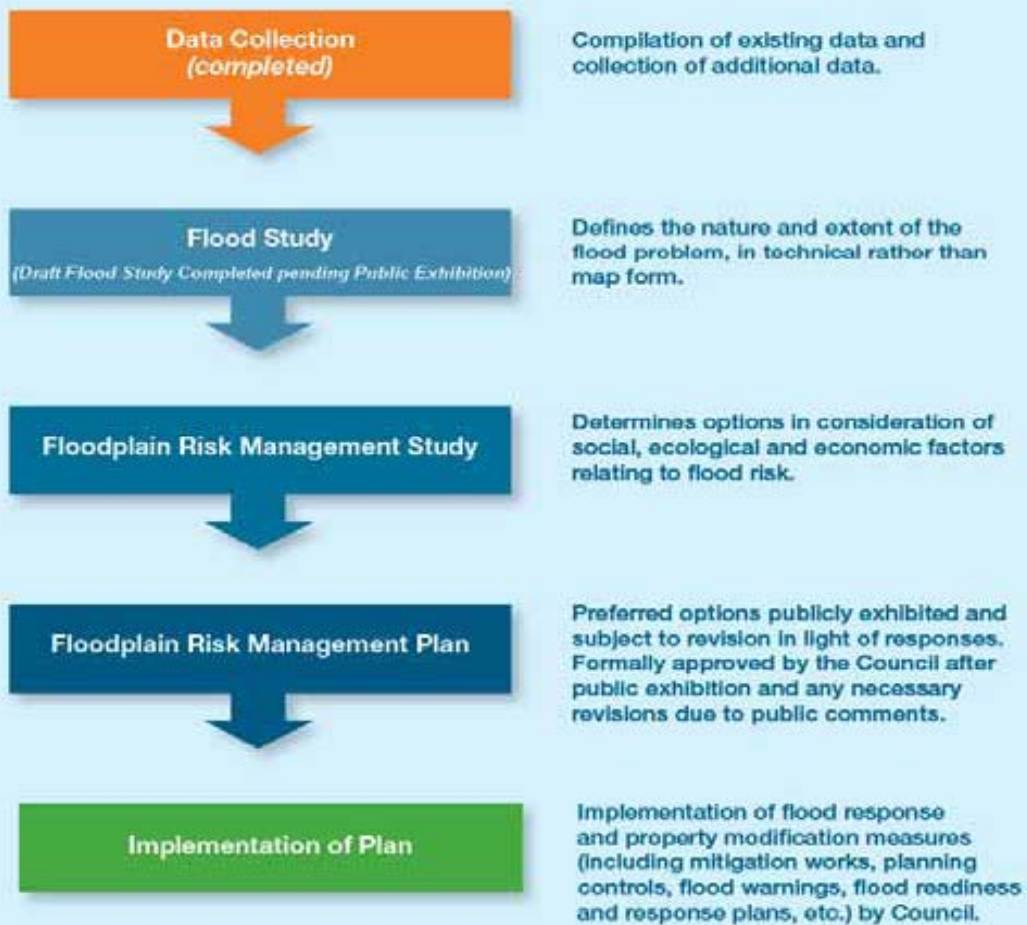 Data Collection
(completed)
Compilation of existing data and
collection of additional data.
Flood Study
(Draft Flood Study Completed pending Public Exhibition)
Defines the nature and extent of the
flood problem, in technical rather than
map form.
Floodplain Risk Management Study
Determines options in consideration of
social, ecological and economic factors
relating to flood risk.
Floodplain Risk Management Plan
Preferred options publicly exhibited and
subject to revision in light of responses.
Formally approved by the Council after
public exhibition and any necessary
revisions due to public comments.
Implementation of Plan
Implementation of flood response
and property modification measures
(including mitigation works, planning
controls, flood warnings, flood readiness
and response plans, etc.) by Council.